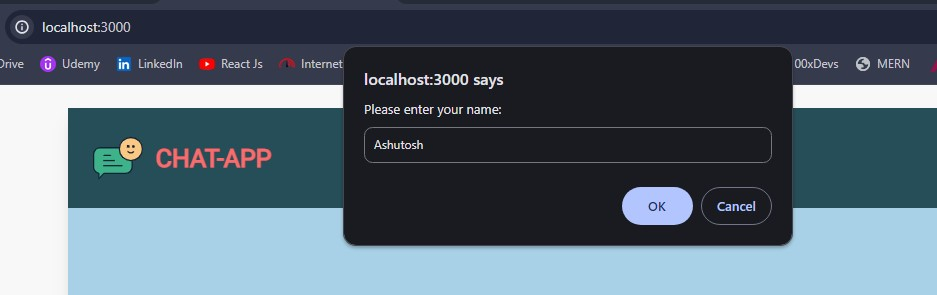 localhost:3000
Drive Udemy LinkedIn React Js Internet 00xDevs MERN
localhost:3000 says
Please enter your name:
Ashutosh
OK Cancel
CHAT-APP